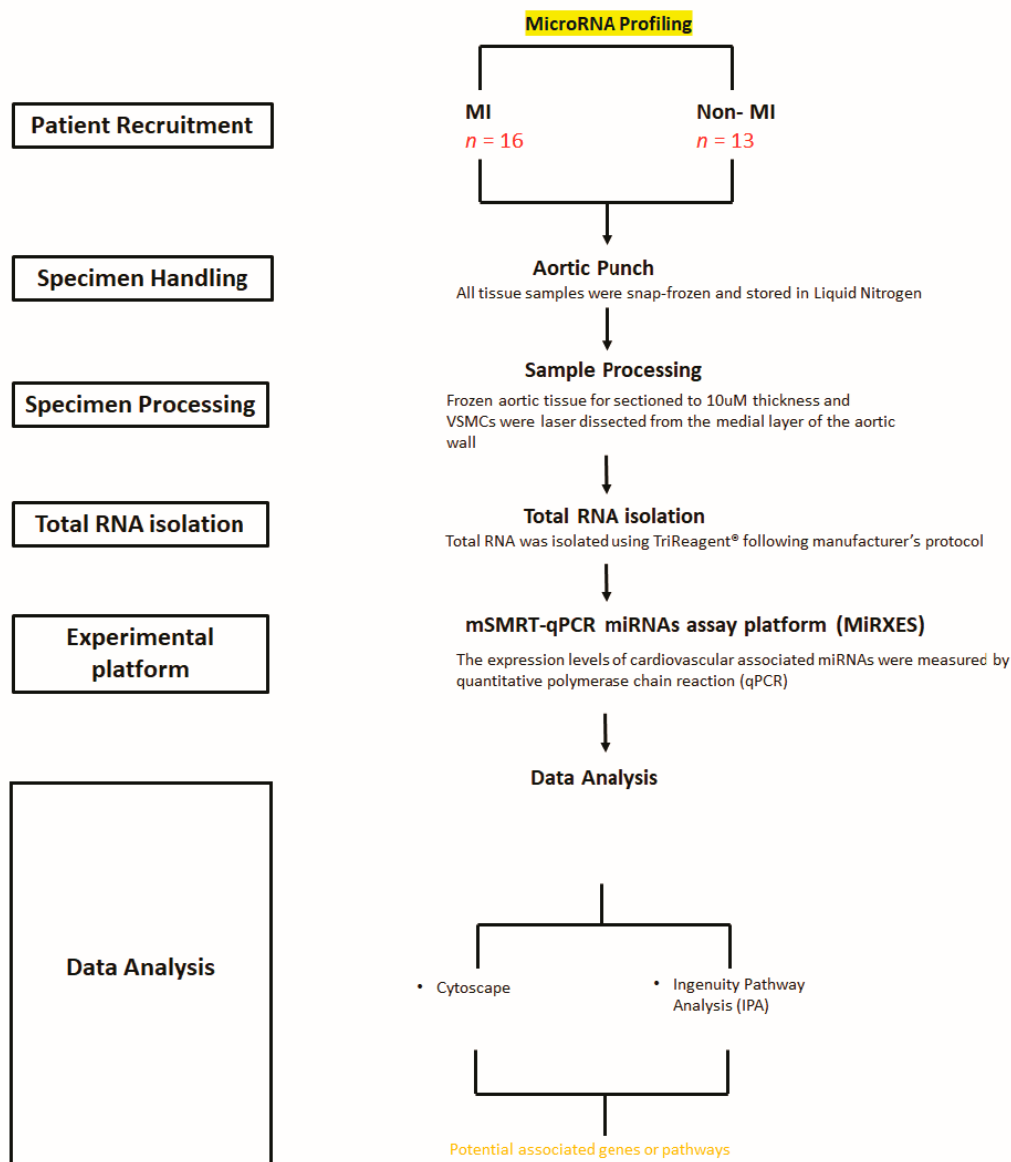 MicroRNA Profiling
Patient Recruitment
MI
n = 16
Non- MI
n = 13
Specimen Handling
Aortic Punch
All tissue samples were snap-frozen and stored in Liquid Nitrogen
Specimen Processing
Sample Processing
Frozen aortic tissue for sectioned to 10uM thickness and
VSMCs were laser dissected from the medial layer of the aortic
wall
Total RNA isolation
Total RNA isolation
Total RNA was isolated using TriReagent® following manufacturer's protocol
Experimental
platform
mSMRT-qPCR miRNAs assay platform (MiRXES)
The expression levels of cardiovascular associated miRNAs were measured by
quantitative polymerase chain reaction (qPCR)
Data Analysis
Data Analysis
• Cytoscape
• Ingenuity Pathway
Analysis (IPA)
Potential associated genes or pathways